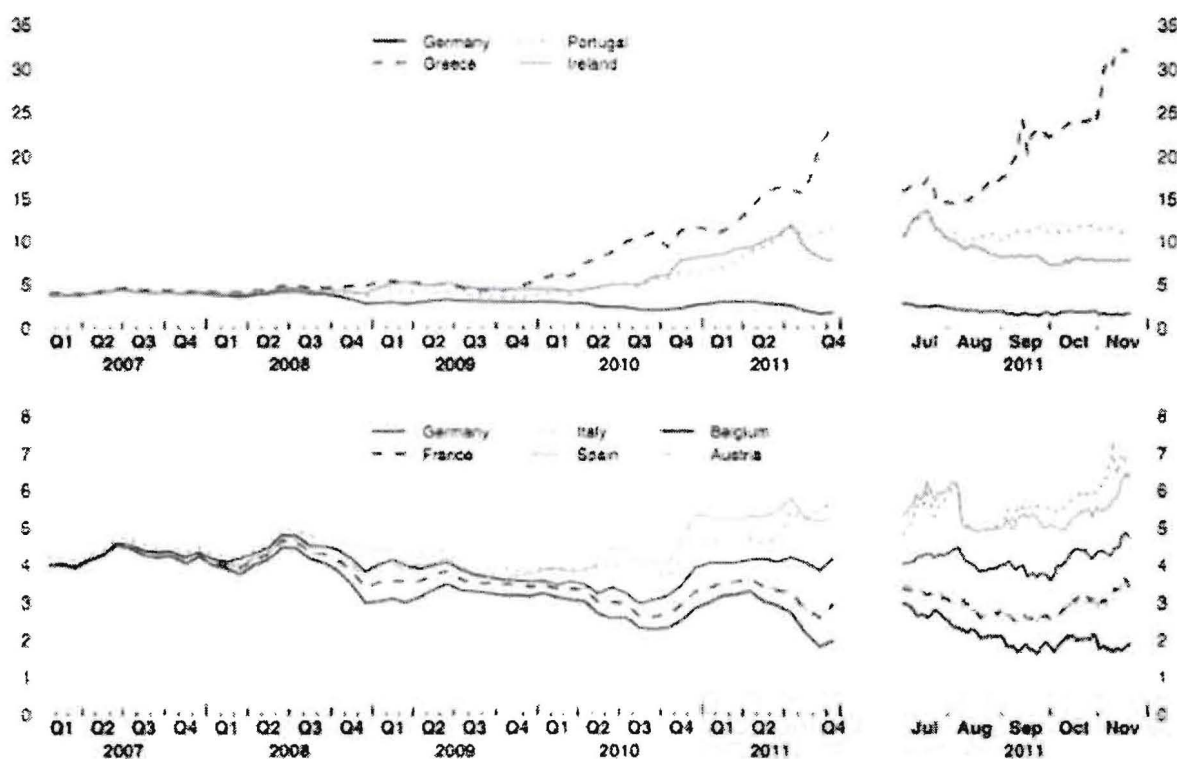 35 35
Germany Portugal
Greece Ireland
30 30
25 25
20 20
15 15
10 10
5 5
0 0
Q1 Q2 Q3 Q4 Q1 Q2 Q3 Q4 Q1 Q2 Q3 Q4 Q1 Q2 Q3 Q4 Q1 Q2 Q4 Jul Aug Sep Oct Nov
2007 2008 2009 2010 2011 2011
8 8
Germany Italy Belgium
France Spain Austria
7 7
6 6
5 5
4 4
3 3
2 2
1 1
0 0
Q1 Q2 Q3 Q4 Q1 Q2 Q3 Q4 Q1 Q2 Q3 Q4 Q1 Q2 Q3 Q4 Q1 Q2 Q4 Jul Aug Sep Oct Nov
2007 2008 2009 2010 2011 2011